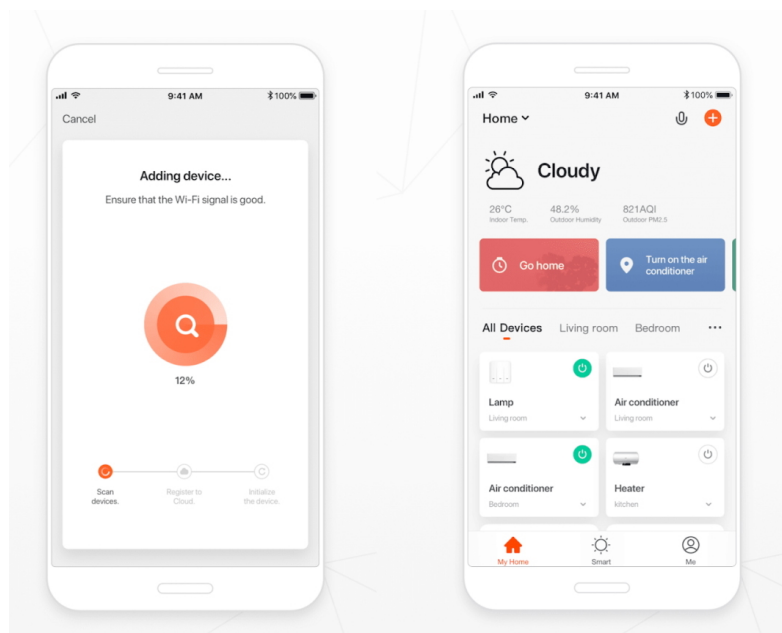 9:41 AM
100%
Cancel
Adding device...
Ensure that the Wi-Fi signal is good.
12%
Scan
devices.
Register to
Cloud.
Initialize
the device.
9:41 AM
100%
Home
Cloudy
26°C
48.2%
821AQI
Indoor Temp.
Outdoor Humidity
Outdoor PM2.5
Go home
Turn on the air
conditioner
All Devices
Living room
Bedroom
Lamp
Living room
Air conditioner
Living room
Air conditioner
Bedroom
Heater
kitchen
My Home
Smart
Me